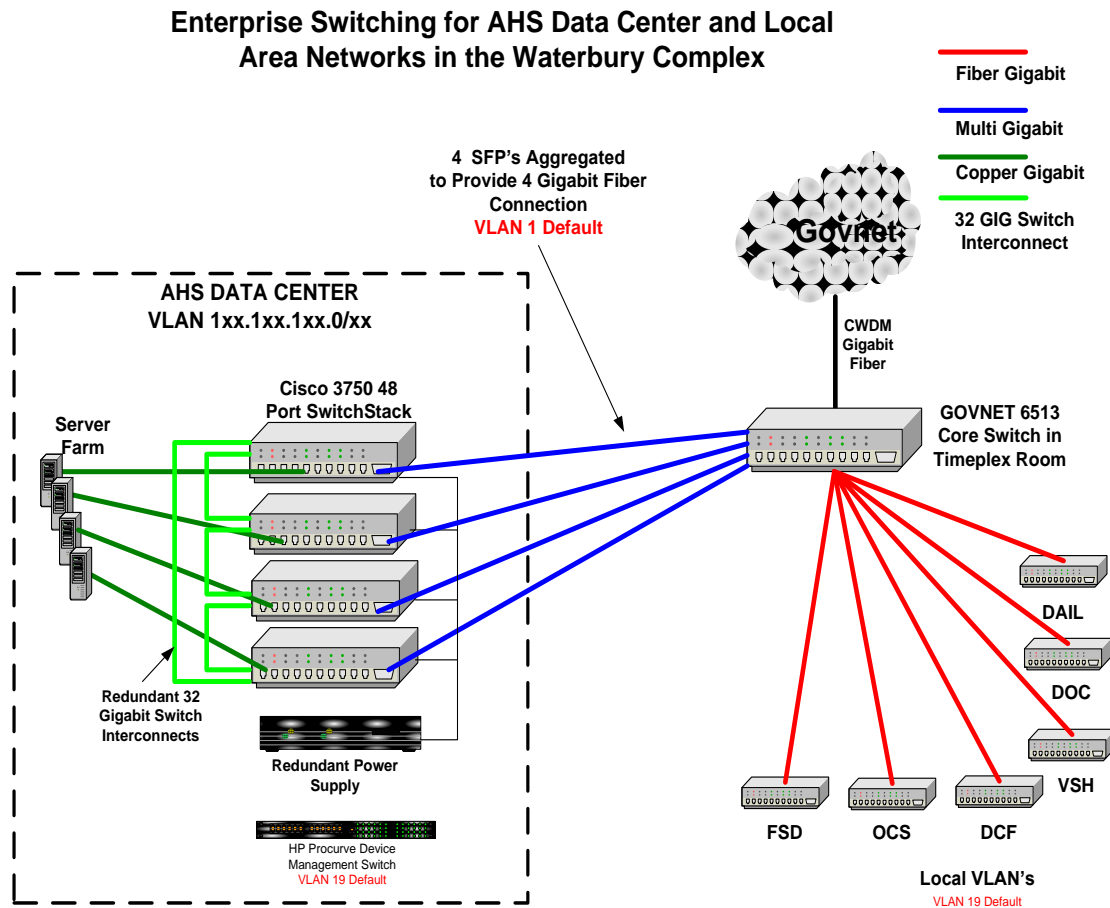 Enterprise Switching for AHS Data Center and Local
Area Networks in the Waterbury Complex
Fiber Gigabit
Multi Gigabit
Copper Gigabit
32 GIG Switch
Interconnect
4 SFP's Aggregated
to Provide 4 Gigabit Fiber
Connection
VLAN 1 Default
Govnet
CWDM
Gigabit
Fiber
AHS DATA CENTER
VLAN 1xx.1xx.1xx.0/xx
Cisco 3750 48
Port SwitchStack
Server
Farm
GOVNET 6513
Core Switch in
Timeplex Room
Redundant 32
Gigabit Switch
Interconnects
Redundant Power
Supply
HP Procurve Device
Management Switch
VLAN 19 Default
DAIL
DOC
VSH
FSD
OCS
DCF
Local VLAN's
VLAN 19 Default